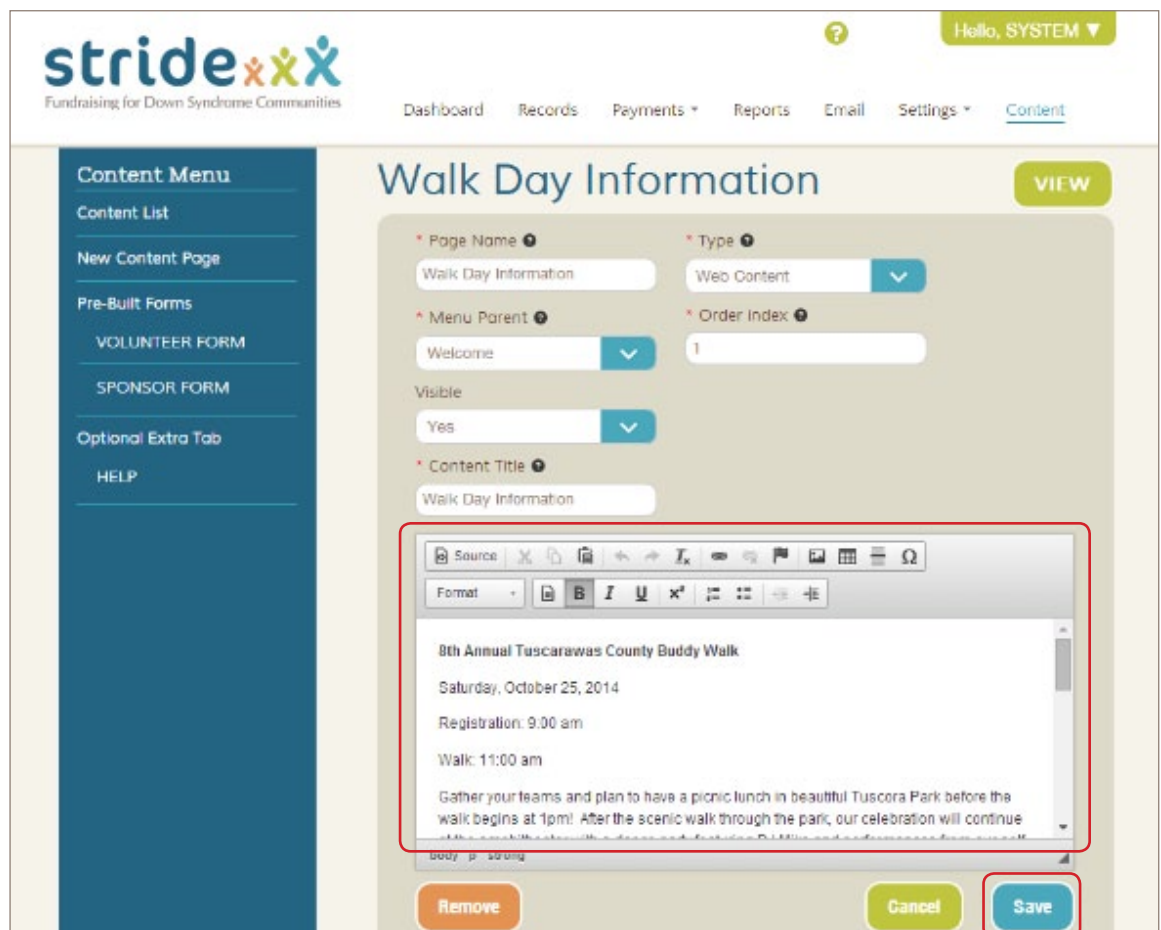 Hello, SYSTEM ▼
stride
Fundraising for Down Syndrome Communities
Dashboard Records Payments Reports Email Settings Content
Content Menu
Content List
New Content Page
Pre-Built Forms
VOLUNTEER FORM
SPONSOR FORM
Optional Extra Tab
HELP
Walk Day Information
VIEW
* Page Name
* Type
Walk Day Information
Web Content
* Menu Parent
* Order Index
Welcome
1
Visible
Yes
* Content Title
Walk Day Information
Source
Format B I U x²
8th Annual Tuscarawas County Buddy Walk
Saturday, October 25, 2014
Registration: 9:00 am
Walk: 11:00 am
Gather your teams and plan to have a picnic lunch in beautiful Tuscora Park before the
walk begins at 1pm! After the scenic walk through the park, our celebration will continue
body p strong
Remove
Cancel
Save